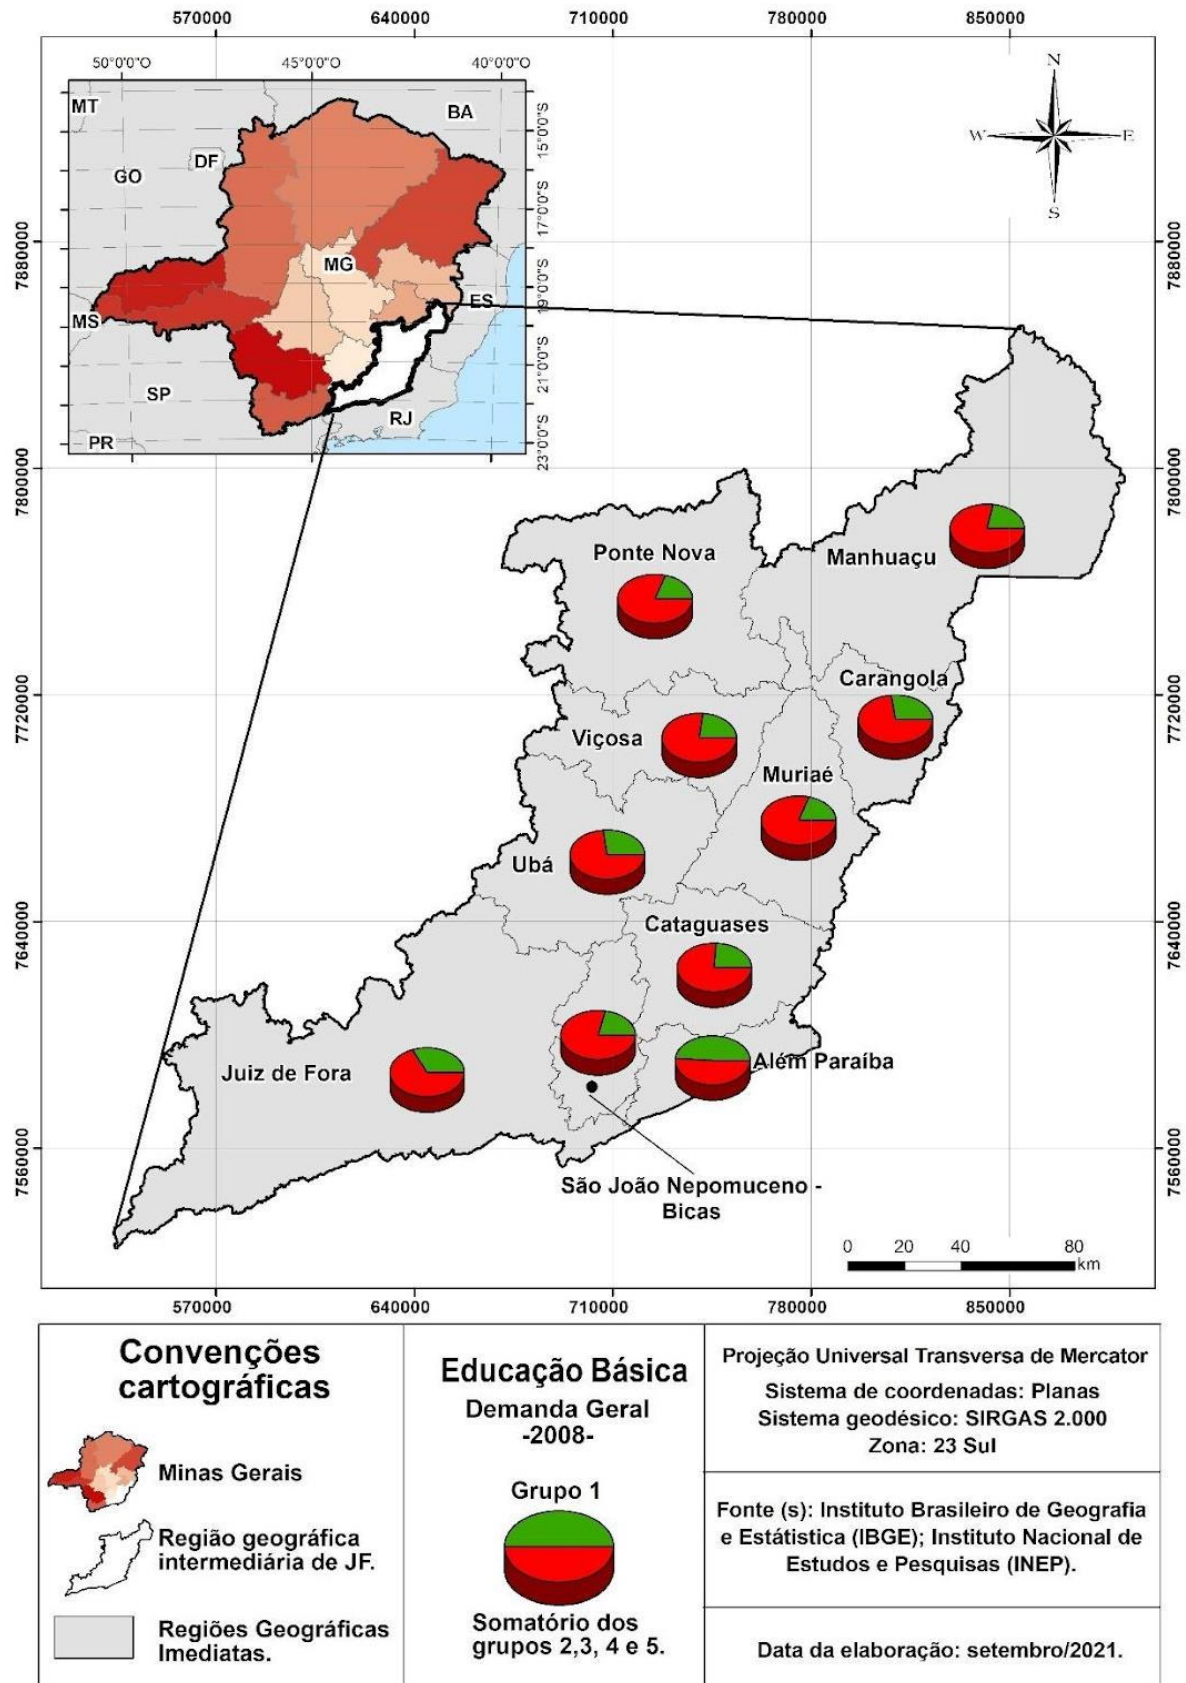 570000 640000 710000 780000 850000
50°0'0"O 45°0'0"O 40°0'0"O
MT
BA
DF
GO
MG
ES
MS
SP
RJ
PR
15°0'0"S
17°0'0"S
19°0'0"S
21°0'0"S
23°0'0"S
N
W E
S
7880000
7800000
7720000
7640000
7560000
7880000
7800000
7720000
7640000
7560000
Ponte Nova
Manhuaçu
Carangola
Viçosa
Muriaé
Ubá
Cataguases
Juiz de Fora
Além Paraíba
São João Nepomuceno -
Bicas
0 20 40 80
km
570000 640000 710000 780000 850000
Convenções
cartográficas
Minas Gerais
Região geográfica
intermediária de JF.
Regiões Geográficas
Imediatas.
Educação Básica
Demanda Geral
-2008-
Grupo 1
Somatório dos
grupos 2,3, 4 e 5.
Projeção Universal Transversa de Mercator
Sistema de coordenadas: Planas
Sistema geodésico: SIRGAS 2.000
Zona: 23 Sul
Fonte (s): Instituto Brasileiro de Geografia
e Estátistica (IBGE); Instituto Nacional de
Estudos e Pesquisas (INEP).
Data da elaboração: setembro/2021.